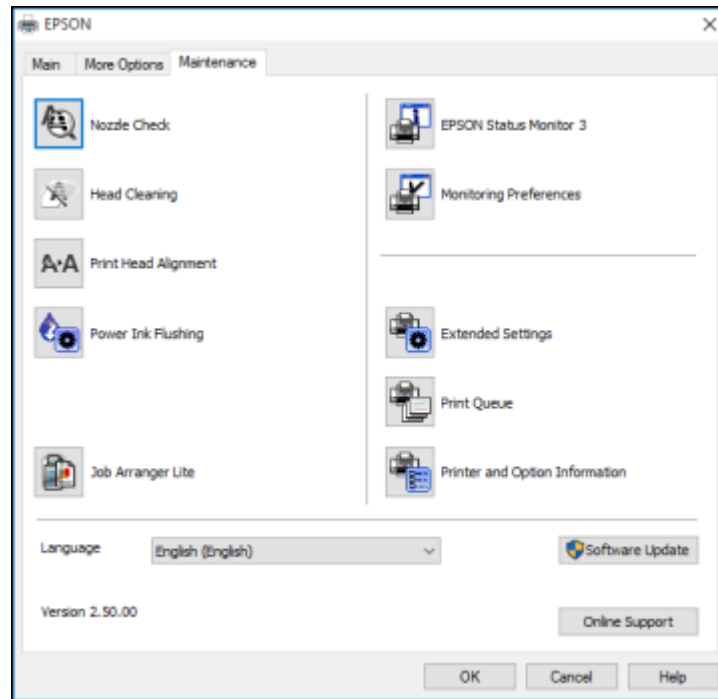 EPSON
Main More Options Maintenance
Nozzle Check
EPSON Status Monitor 3
Head Cleaning
Monitoring Preferences
A·A Print Head Alignment
Power Ink Flushing
Extended Settings
Print Queue
Job Arranger Lite
Printer and Option Information
Language English (English) Software Update
Version 2.50.00
Online Support
OK Cancel Help